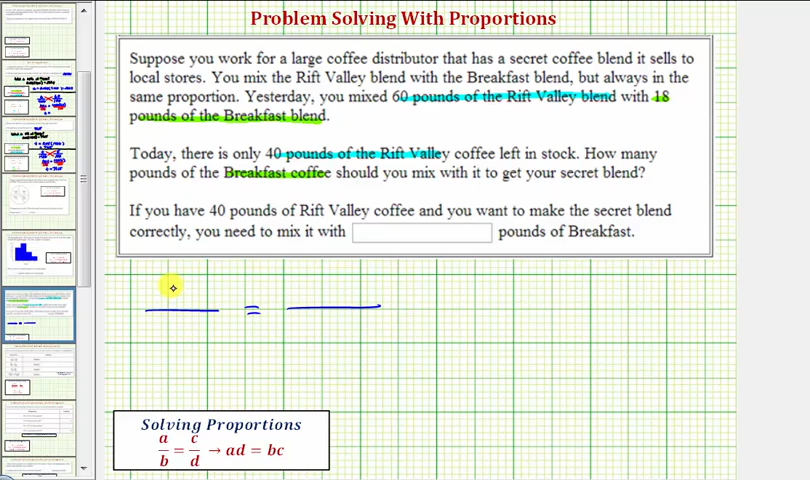 Problem Solving With Proportions
Suppose you work for a large coffee distributor that has a secret coffee blend it sells to
local stores. You mix the Rift Valley blend with the Breakfast blend, but always in the
same proportion. Yesterday, you mixed 60 pounds of the Rift Valley blend with 18
pounds of the Breakfast blend.
Today, there is only 40 pounds of the Rift Valley coffee left in stock. How many
pounds of the Breakfast coffee should you mix with it to get your secret blend?
If you have 40 pounds of Rift Valley coffee and you want to make the secret blend
correctly, you need to mix it with pounds of Breakfast.
=
Solving Proportions
a/b = c/d → ad = bc